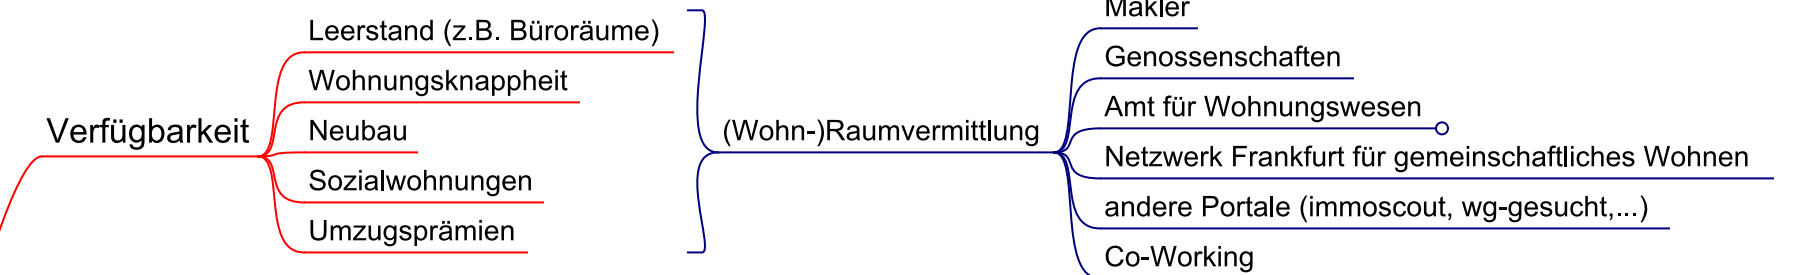 Verfügbarkeit
Leerstand (z.B. Büroräume)
Wohnungsknappheit
Neubau
Sozialwohnungen
Umzugsprämien
(Wohn-)Raumvermittlung
Makler
Genossenschaften
Amt für Wohnungswesen
Netzwerk Frankfurt für gemeinschaftliches Wohnen
andere Portale (immoscout, wg-gesucht,...)
Co-Working